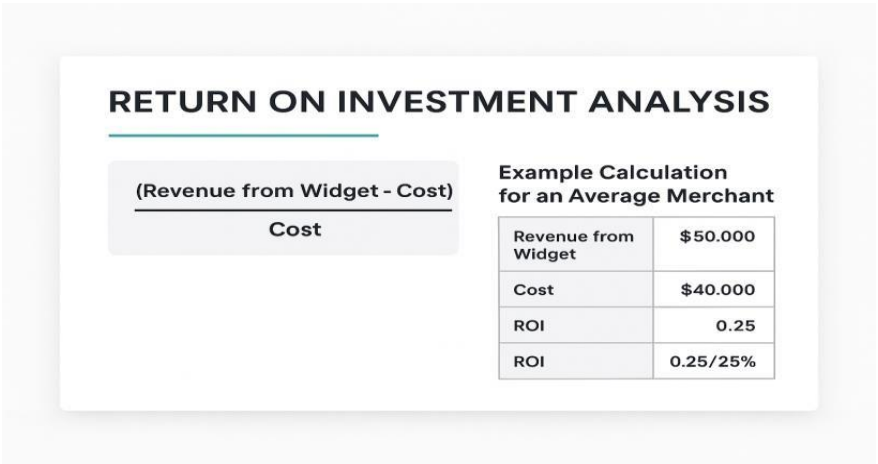 RETURN ON INVESTMENT ANALYSIS
(Revenue from Widget - Cost)
Cost
Example Calculation
for an Average Merchant
Revenue from
Widget
$50.000
Cost
$40.000
ROI
0.25
ROI
0.25/25%